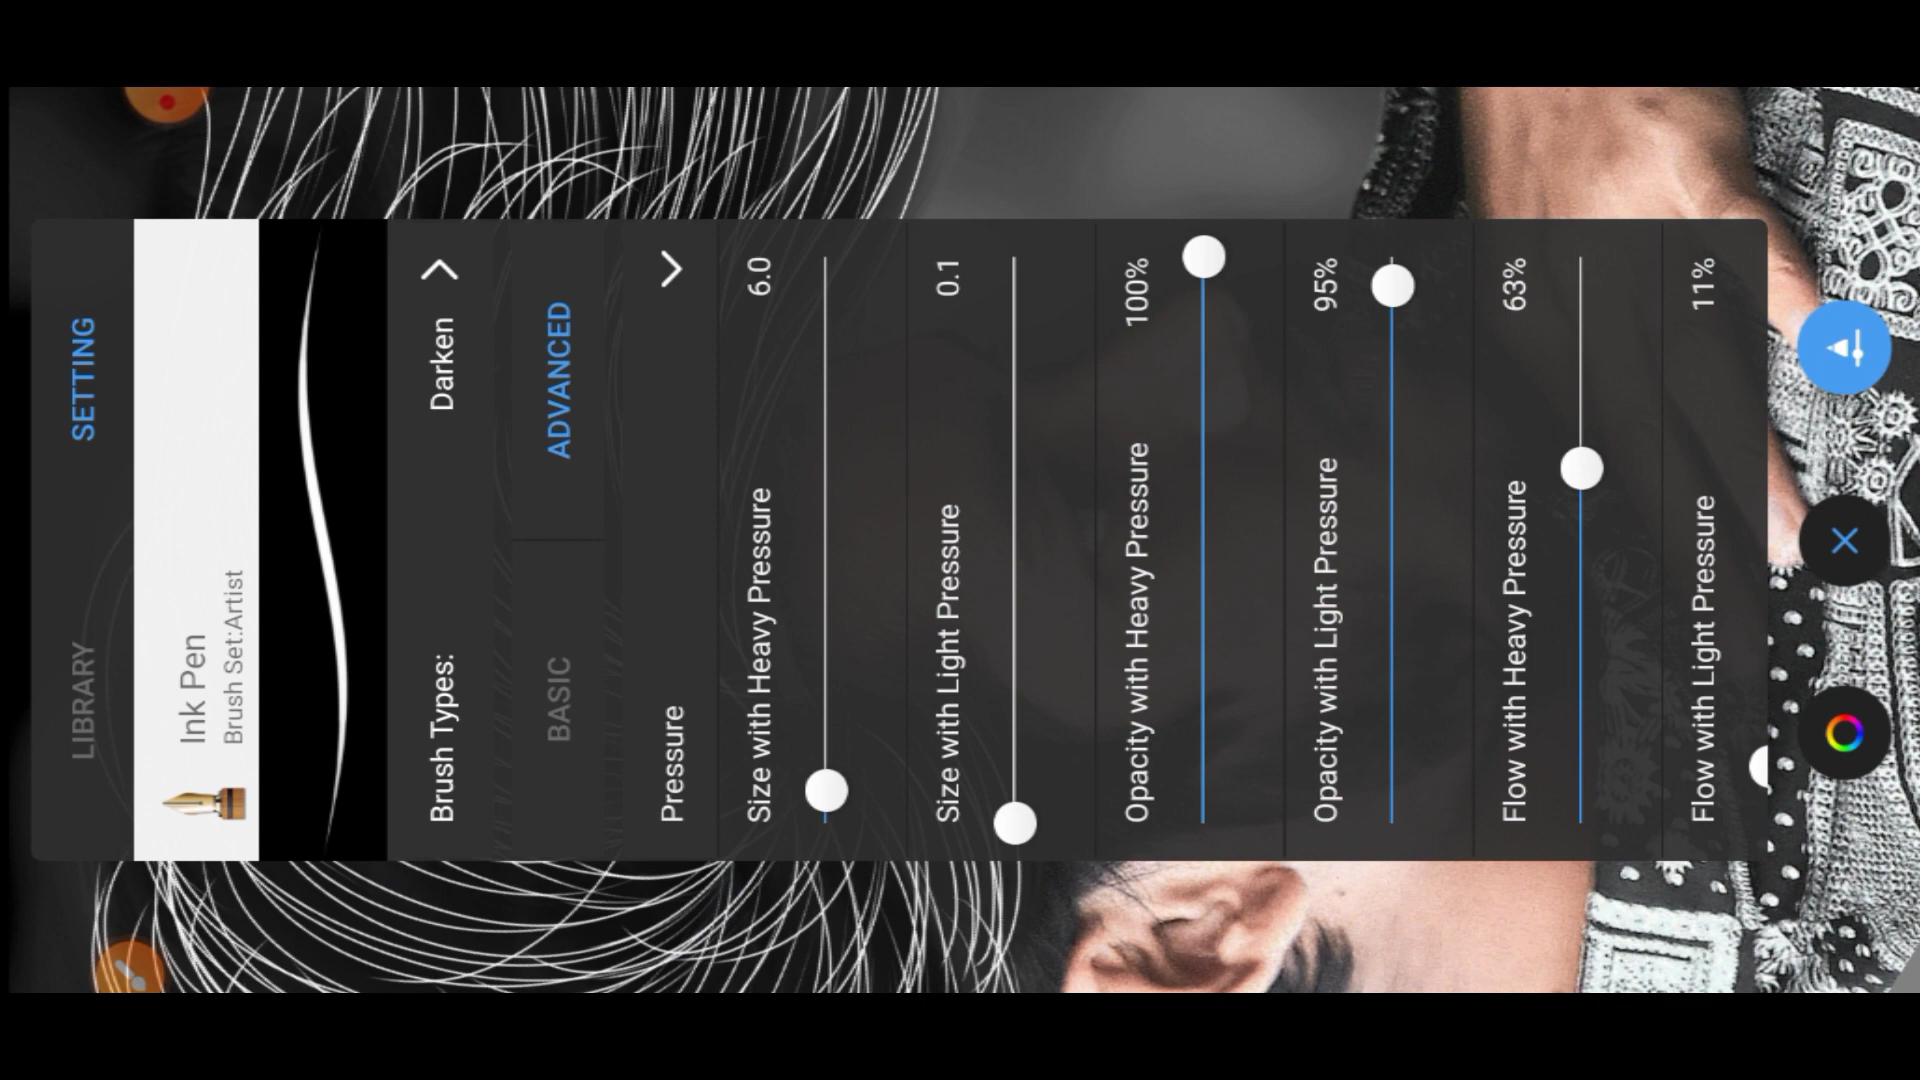 LIBRARY SETTING
Ink Pen
Brush Set:Artist
Brush Types: Darken
BASIC ADVANCED
Pressure
Size with Heavy Pressure 6.0
Size with Light Pressure 0.1
Opacity with Heavy Pressure 100%
Opacity with Light Pressure 95%
Flow with Heavy Pressure 63%
Flow with Light Pressure 11%